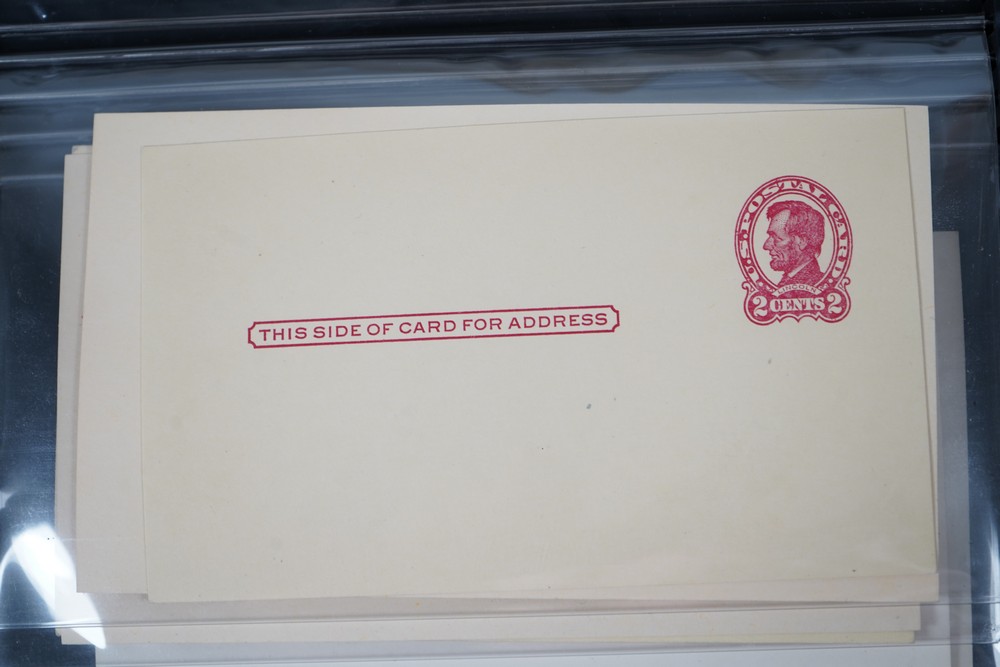 U.S. POSTAL CARD.
LINCOLN
2 CENTS 2
THIS SIDE OF CARD FOR ADDRESS